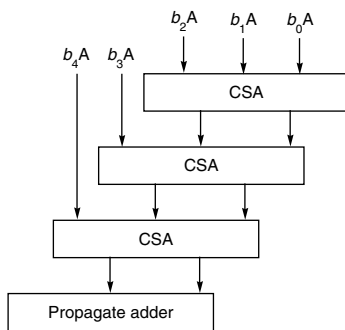 b₂A b₁A b₀A
b₄A b₃A
CSA
CSA
CSA
Propagate adder